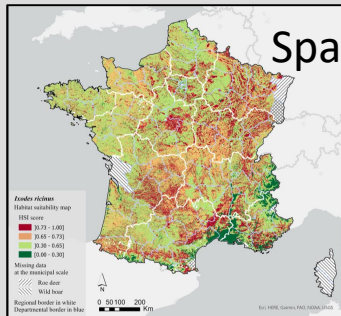 Spa
Ixodes ricinus
Habitat suitability map
HSI score
[0.73 - 1.00]
[0.65 - 0.73]
[0.30 - 0.65]
[0.00 - 0.30]
Missing data
at the municipal scale
Roe deer
Wild boar
Regional border in white
Departmental border in blue
N
0 50 100 200
Km
Esri, HERE, Garmin, FAO, NOAA, USGS